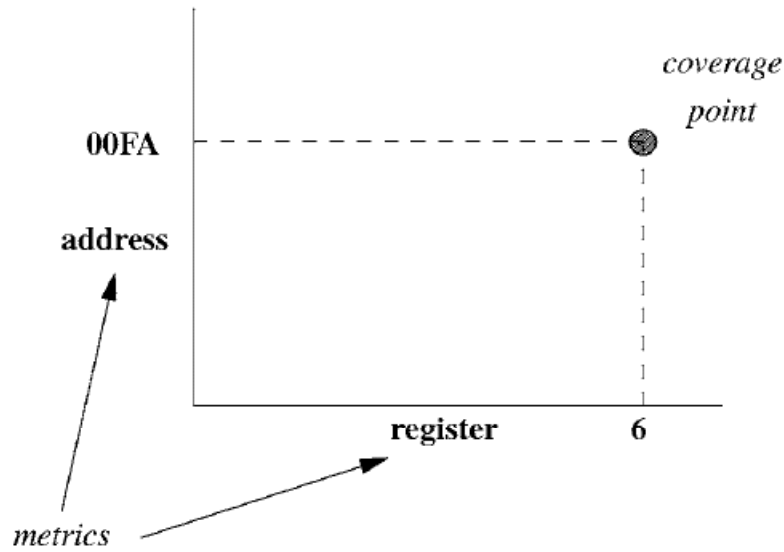 coverage
point
00FA
address
register
6
metrics